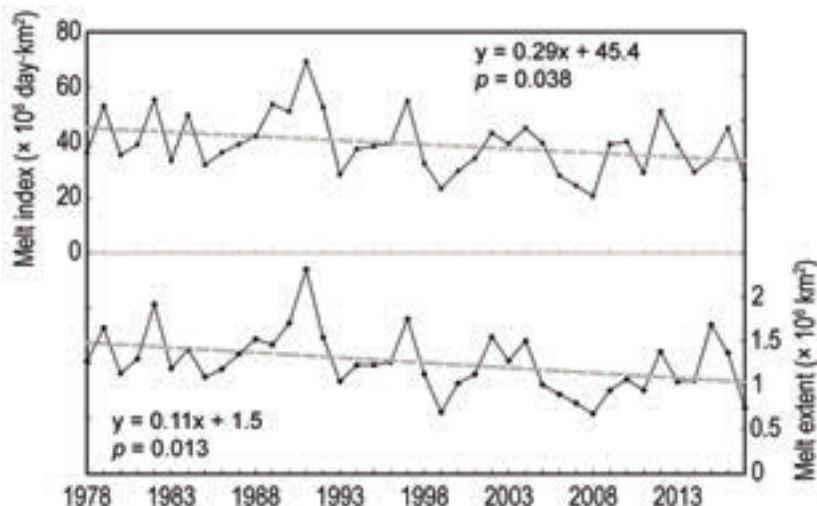 80
60
40
20
0
Melt index (× 10⁶ day·km²)
y = 0.29x + 45.4
p = 0.038
2
1.5
1
0.5
0
Melt extent (× 10⁶ km²)
y = 0.11x + 1.5
p = 0.013
1978 1983 1988 1993 1998 2003 2008 2013